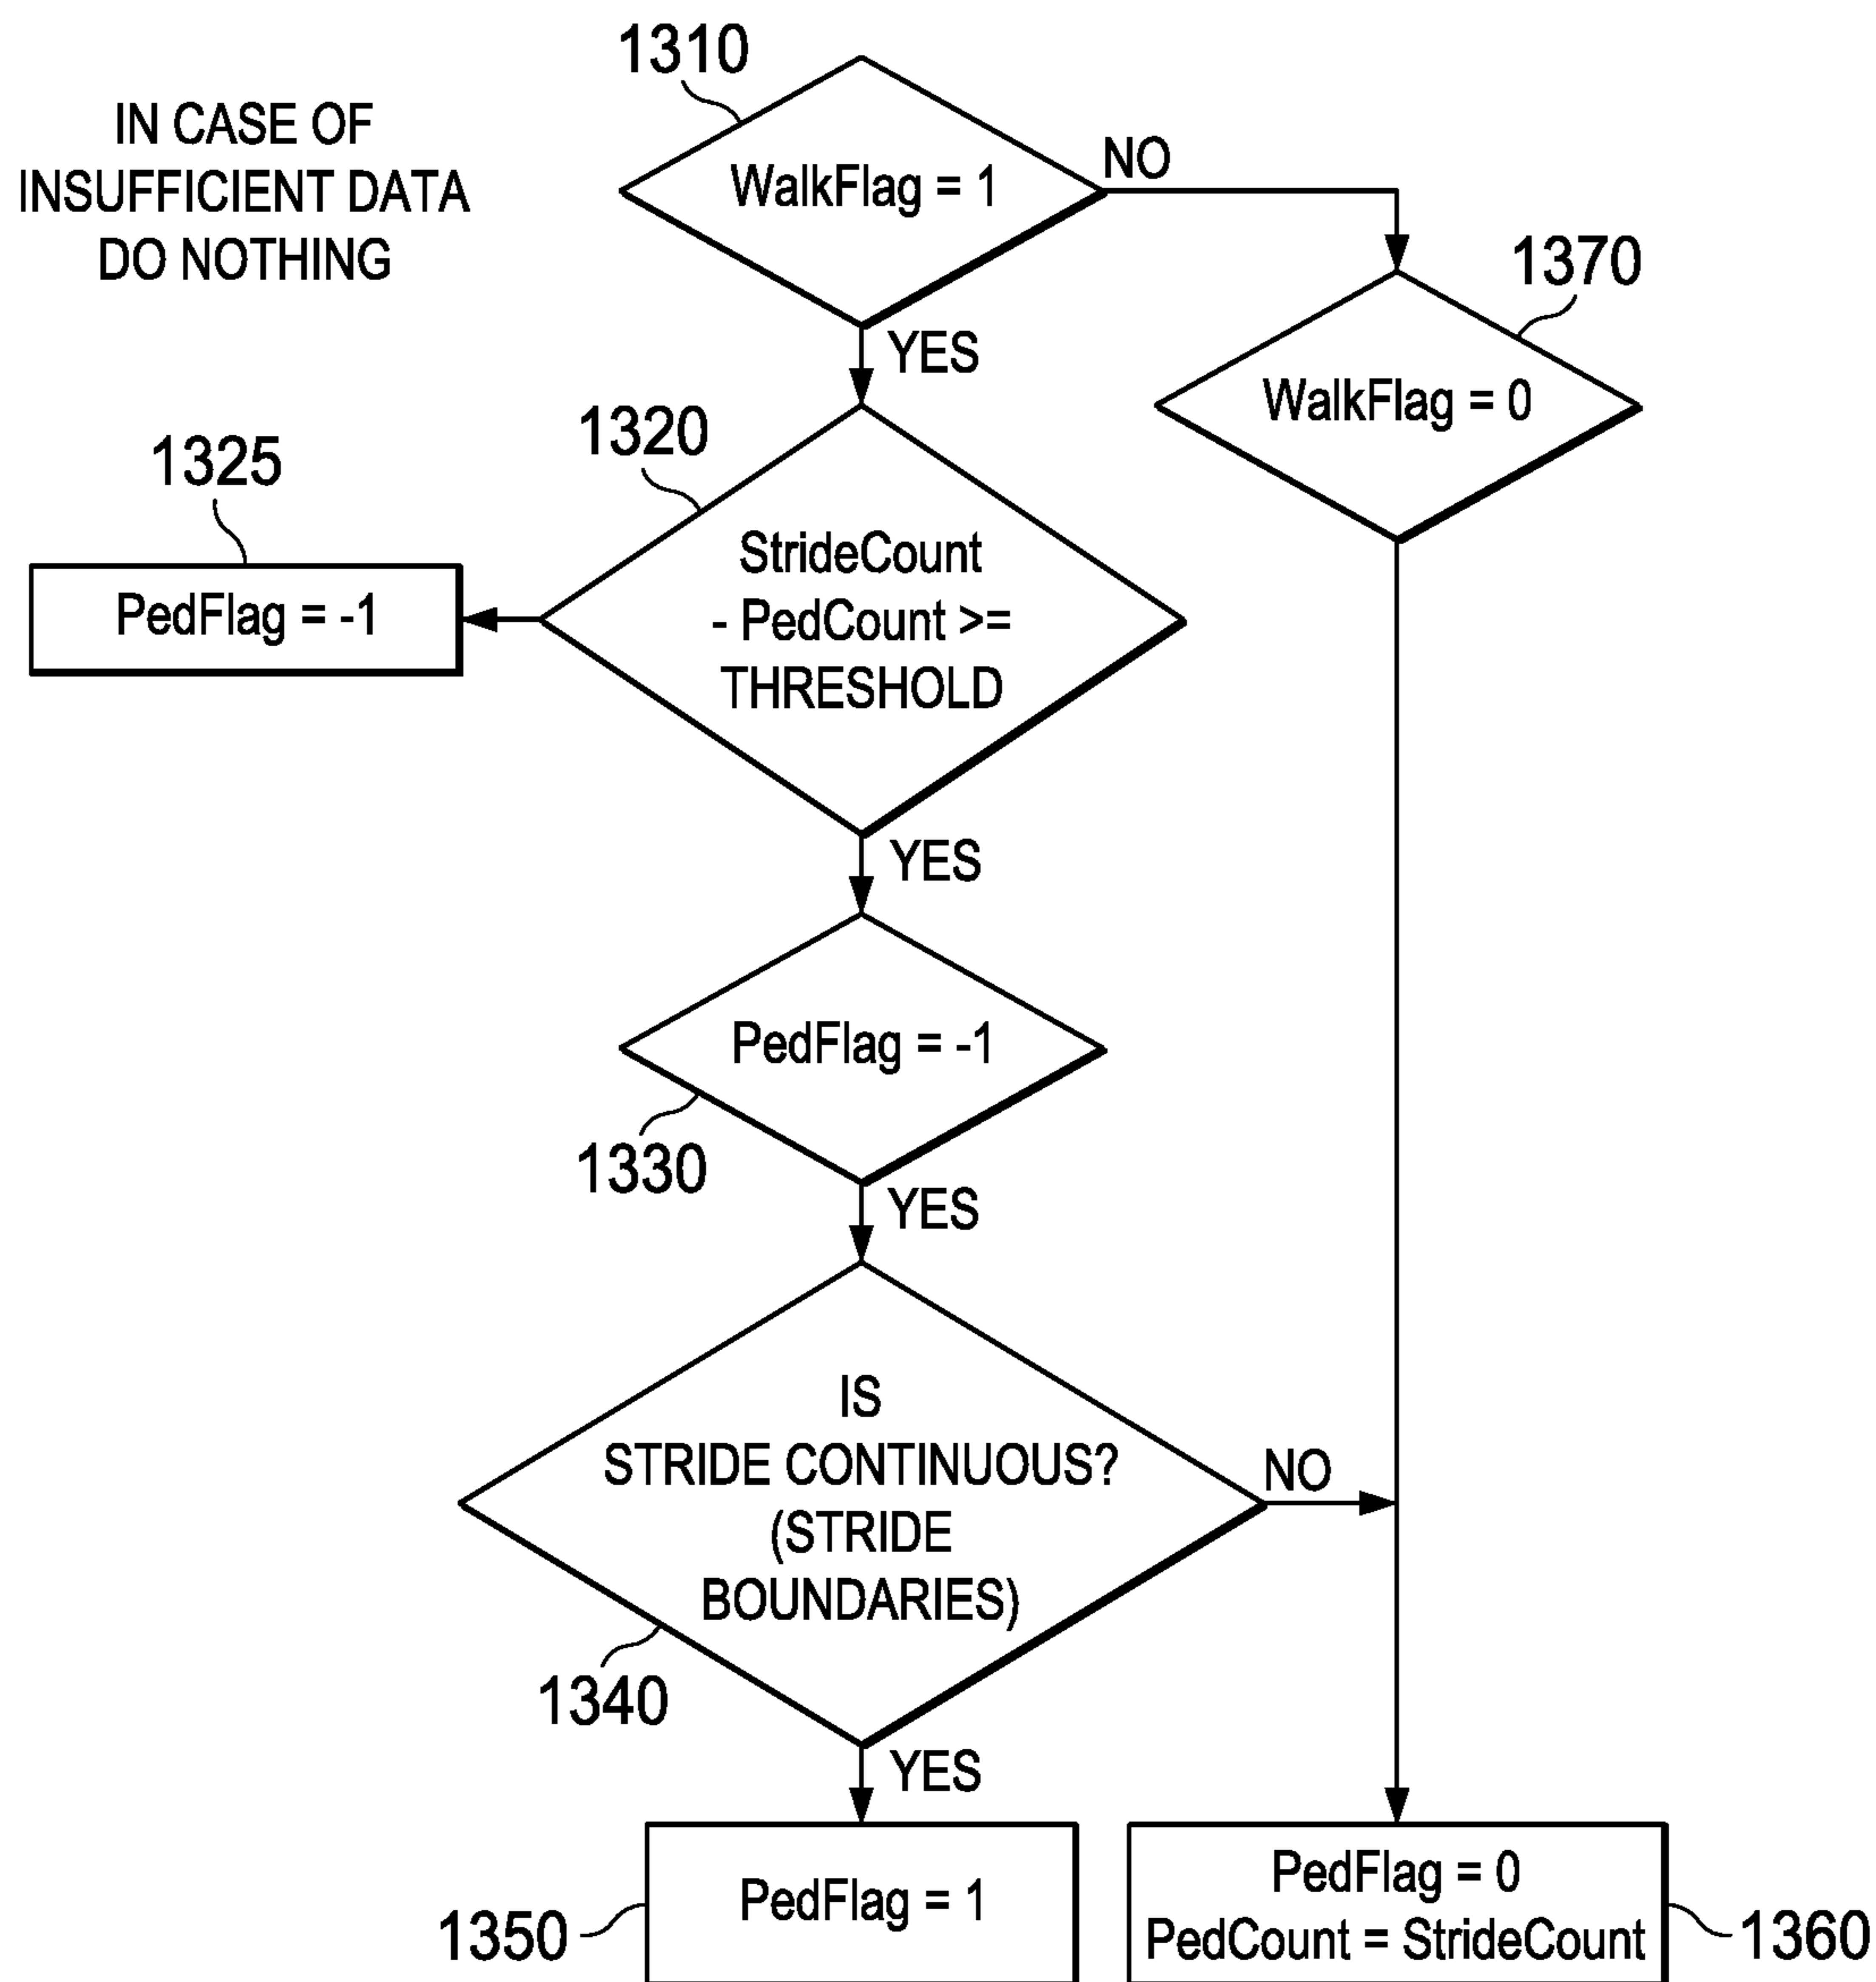 1310
IN CASE OF
INSUFFICIENT DATA
DO NOTHING
WalkFlag = 1
NO
1370
YES
WalkFlag = 0
1320
1325
StrideCount
- PedCount >=
THRESHOLD
PedFlag = -1
YES
PedFlag = -1
1330
YES
IS
STRIDE CONTINUOUS?
(STRIDE
BOUNDARIES)
NO
1340
YES
PedFlag = 1
1350
PedFlag = 0
PedCount = StrideCount
1360